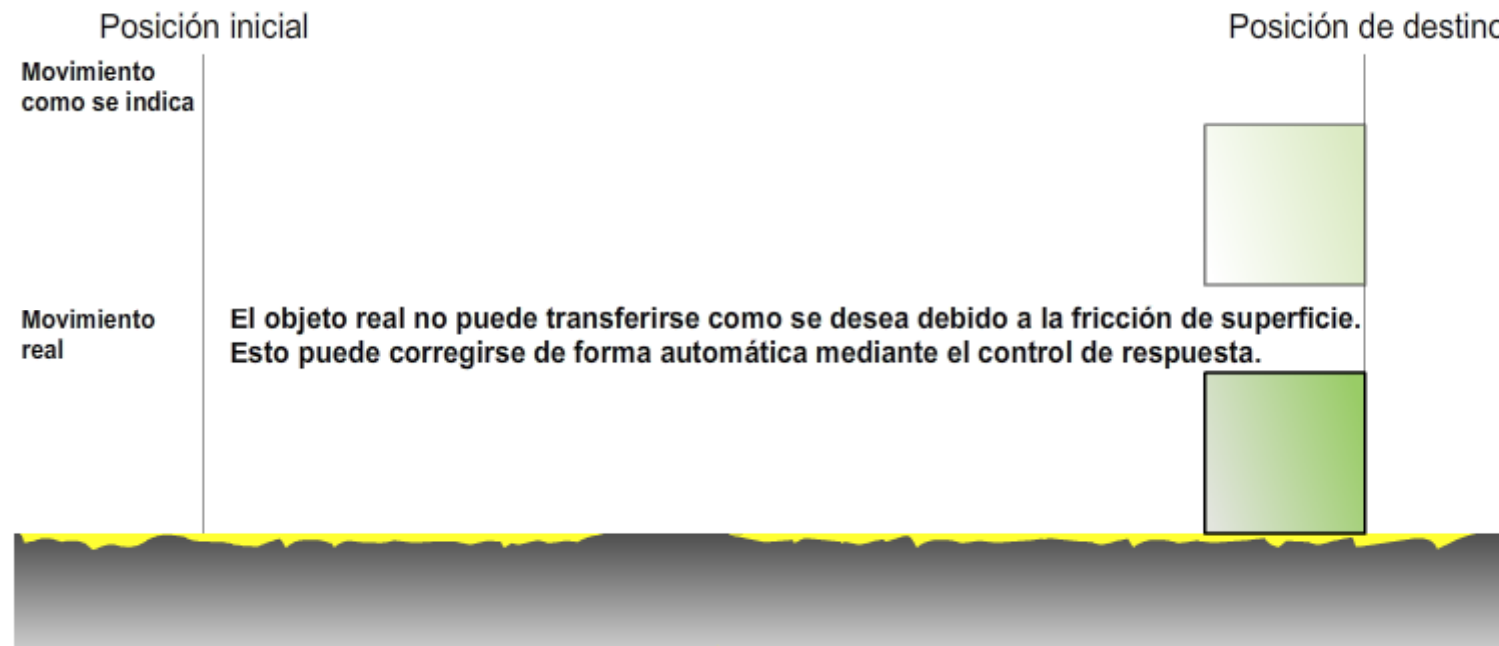 Posición inicial
Posición de destino
Movimiento
como se indica
Movimiento
real
El objeto real no puede transferirse como se desea debido a la fricción de superficie.
Esto puede corregirse de forma automática mediante el control de respuesta.